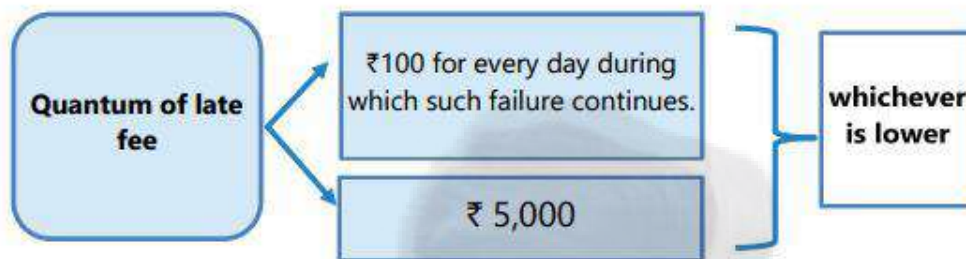 Quantum of late
fee
₹100 for every day during
which such failure continues.
₹ 5,000
whichever
is lower